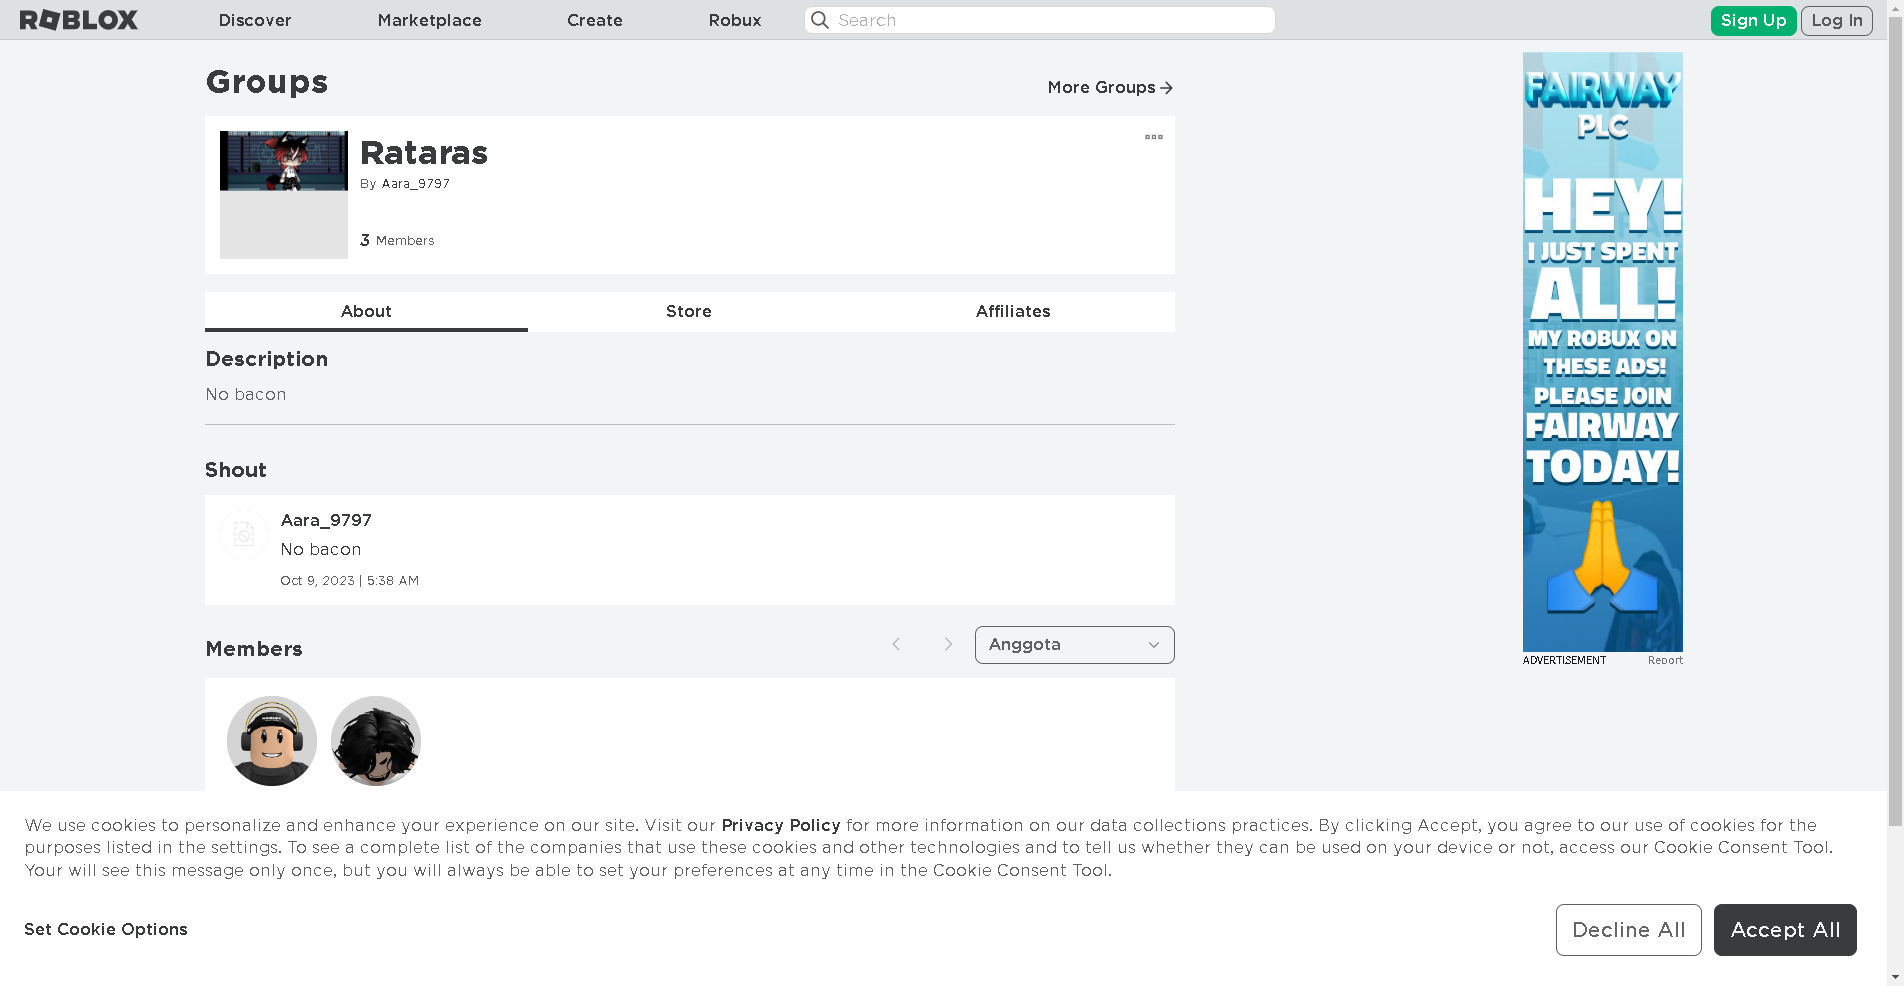 ROBLOX
Discover
Marketplace
Create
Robux
Search
Sign Up
Log In
Groups
More Groups
Rataras
By Aara_9797
3 Members
About
Store
Affiliates
Description
No bacon
Shout
Aara_9797
No bacon
Oct 9, 2023 | 5:38 AM
Members
Anggota
FAIRWAY
PLC
HEY!
I JUST SPENT
ALL!
MY ROBUX ON
THESE ADS!
PLEASE JOIN
FAIRWAY
TODAY!
ADVERTISEMENT
Report
We use cookies to personalize and enhance your experience on our site. Visit our Privacy Policy for more information on our data collections practices. By clicking Accept, you agree to our use of cookies for the
purposes listed in the settings. To see a complete list of the companies that use these cookies and other technologies and to tell us whether they can be used on your device or not, access our Cookie Consent Tool.
Your will see this message only once, but you will always be able to set your preferences at any time in the Cookie Consent Tool.
Set Cookie Options
Decline All
Accept All